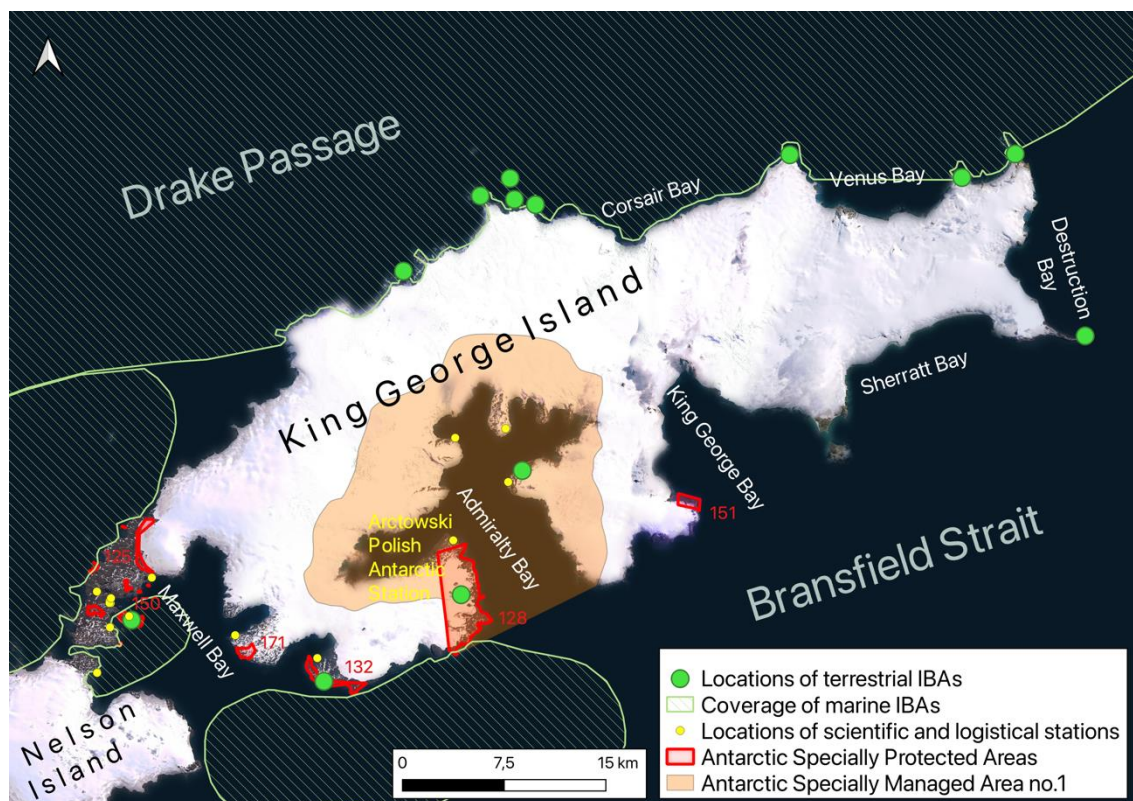 Drake Passage
Corsair Bay
Venus Bay
Destruction
Bay
King George Island
Sherratt Bay
King George Bay
151
Admiralty Bay
Arctowski
Polish
Antarctic
Station
Bransfield Strait
125
150
Maxwell Bay
171
132
128
Nelson
Island
0
7,5
15 km
Locations of terrestrial IBAs
Coverage of marine IBAs
Locations of scientific and logistical stations
Antarctic Specially Protected Areas
Antarctic Specially Managed Area no.1